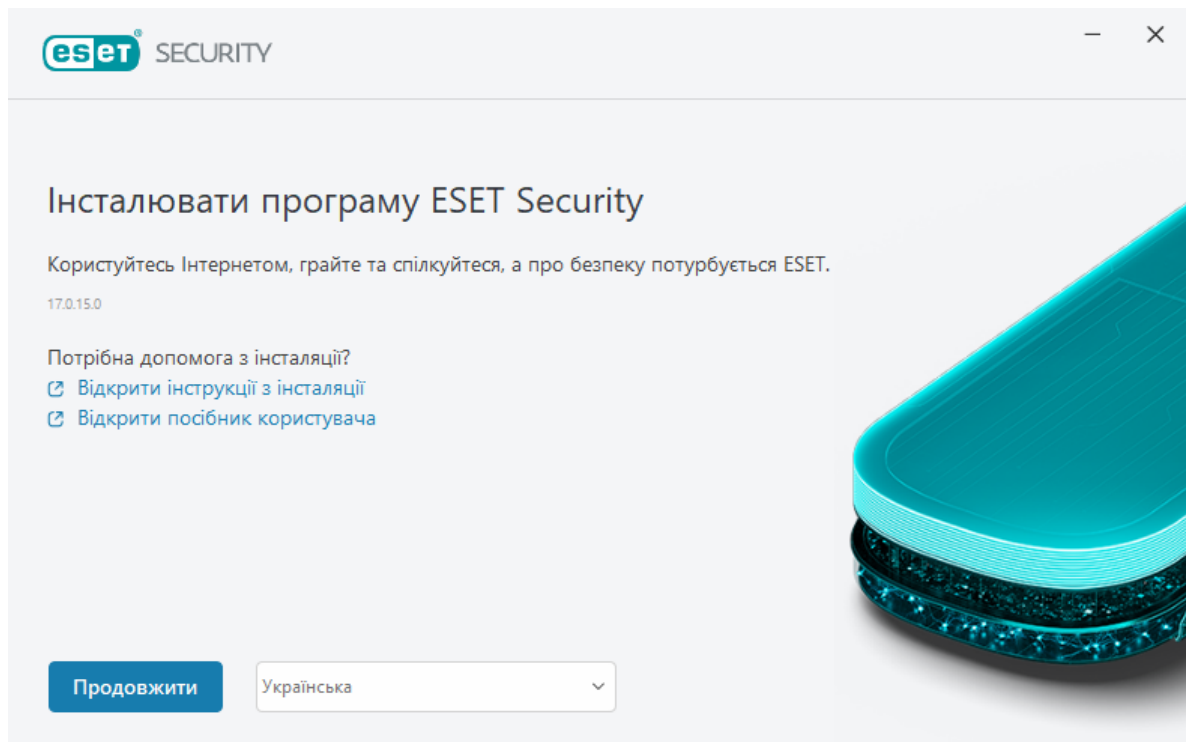 eset® SECURITY
Інсталювати програму ESET Security
Користуйтесь Інтернетом, грайте та спілкуйтеся, а про безпеку потурбується ESET.
17.0.15.0
Потрібна допомога з інсталяції?
Відкрити інструкції з інсталяції
Відкрити посібник користувача
Продовжити
Українська